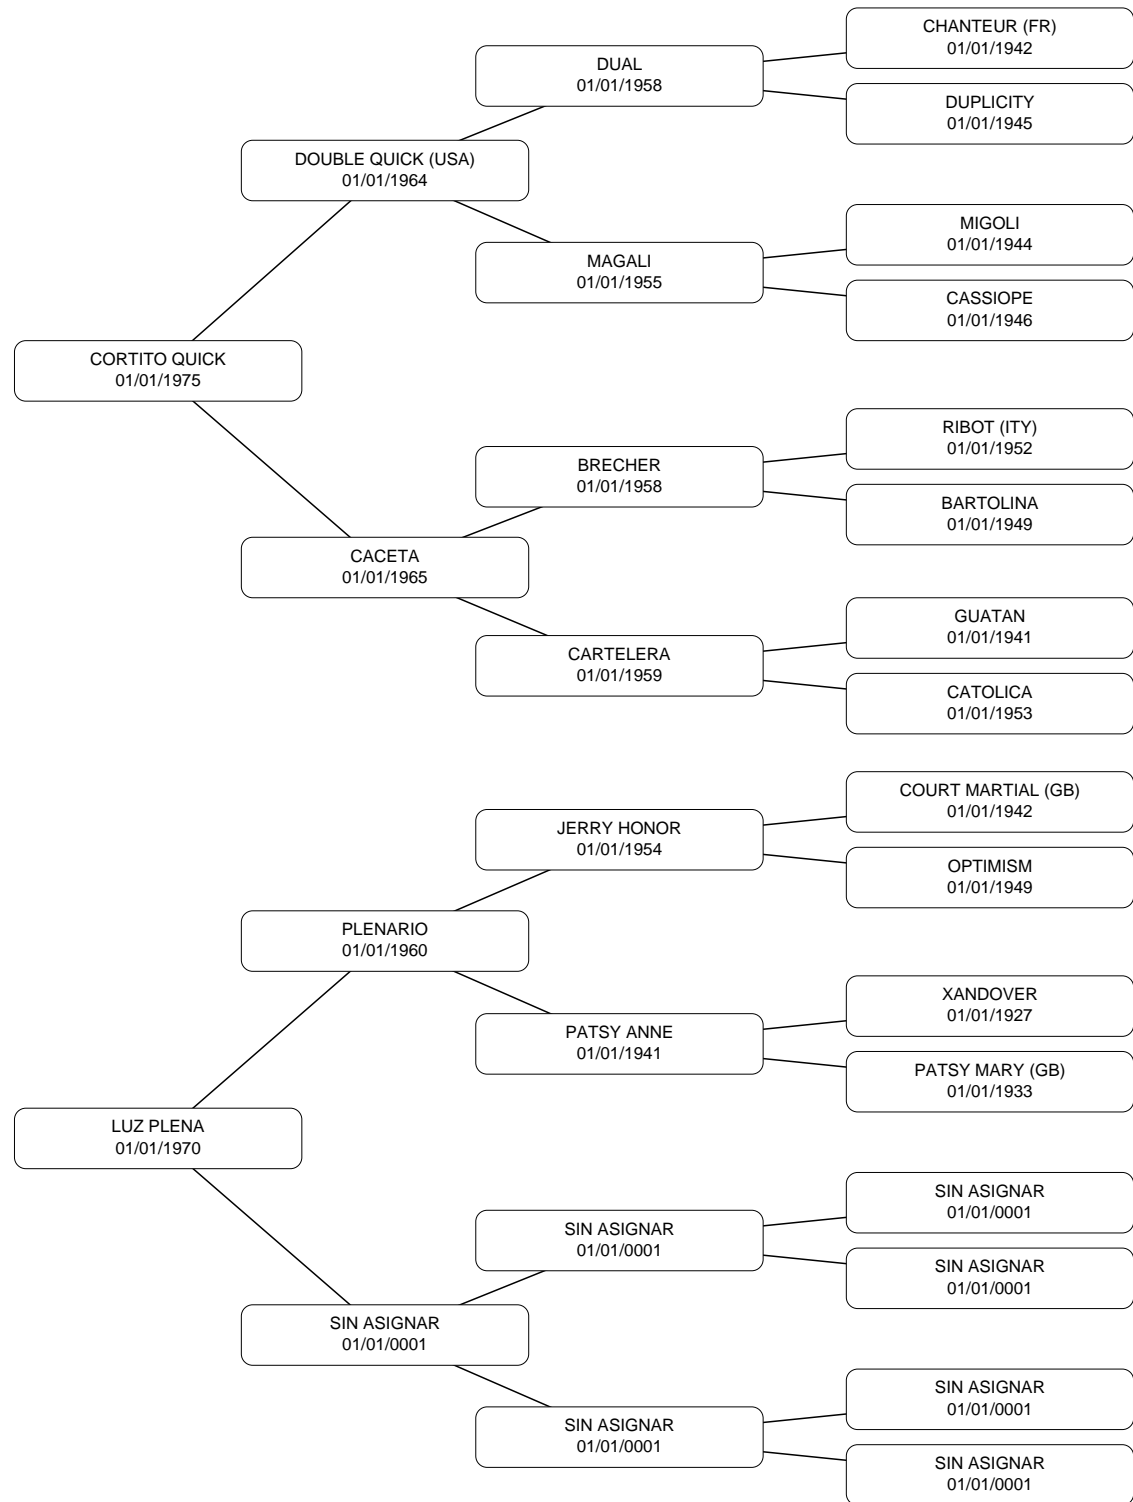 CHANTEUR (FR)
01/01/1942
DUAL
01/01/1958
DUPLICITY
01/01/1945
DOUBLE QUICK (USA)
01/01/1964
MIGOLI
01/01/1944
MAGALI
01/01/1955
CASSIOPE
01/01/1946
CORTITO QUICK
01/01/1975
RIBOT (ITY)
01/01/1952
BRECHER
01/01/1958
BARTOLINA
01/01/1949
CACETA
01/01/1965
GUATAN
01/01/1941
CARTELERA
01/01/1959
CATOLICA
01/01/1953
COURT MARTIAL (GB)
01/01/1942
JERRY HONOR
01/01/1954
OPTIMISM
01/01/1949
PLENARIO
01/01/1960
XANDOVER
01/01/1927
PATSY ANNE
01/01/1941
PATSY MARY (GB)
01/01/1933
LUZ PLENA
01/01/1970
SIN ASIGNAR
01/01/0001
SIN ASIGNAR
01/01/0001
SIN ASIGNAR
01/01/0001
SIN ASIGNAR
01/01/0001
SIN ASIGNAR
01/01/0001
SIN ASIGNAR
01/01/0001
SIN ASIGNAR
01/01/0001